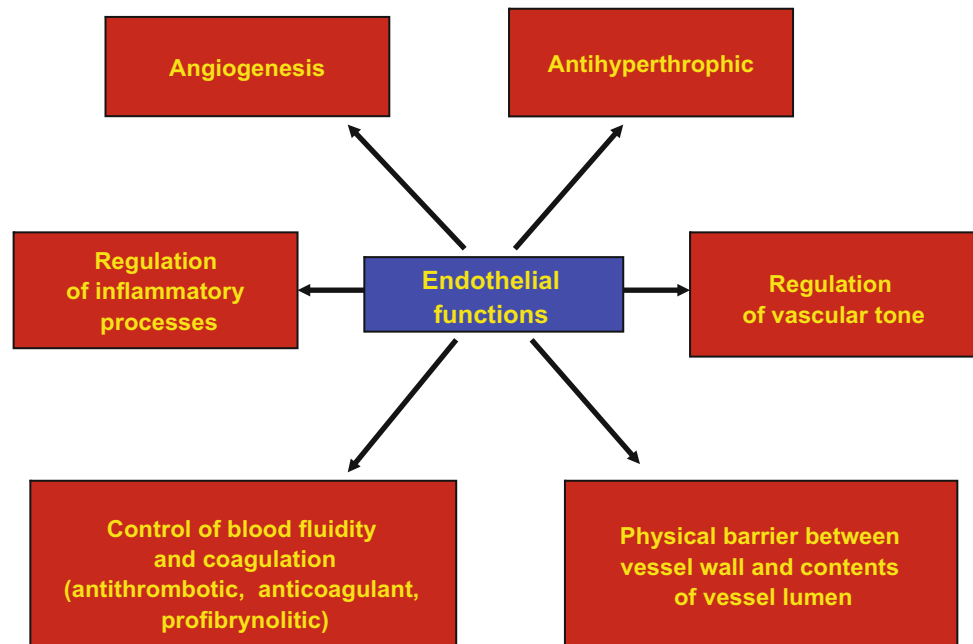 Angiogenesis
Antihyperthrophic
Regulation
of inflammatory
processes
Endothelial
functions
Regulation
of vascular tone
Control of blood fluidity
and coagulation
(antithrombotic, anticoagulant,
profibrynolitic)
Physical barrier between
vessel wall and contents
of vessel lumen